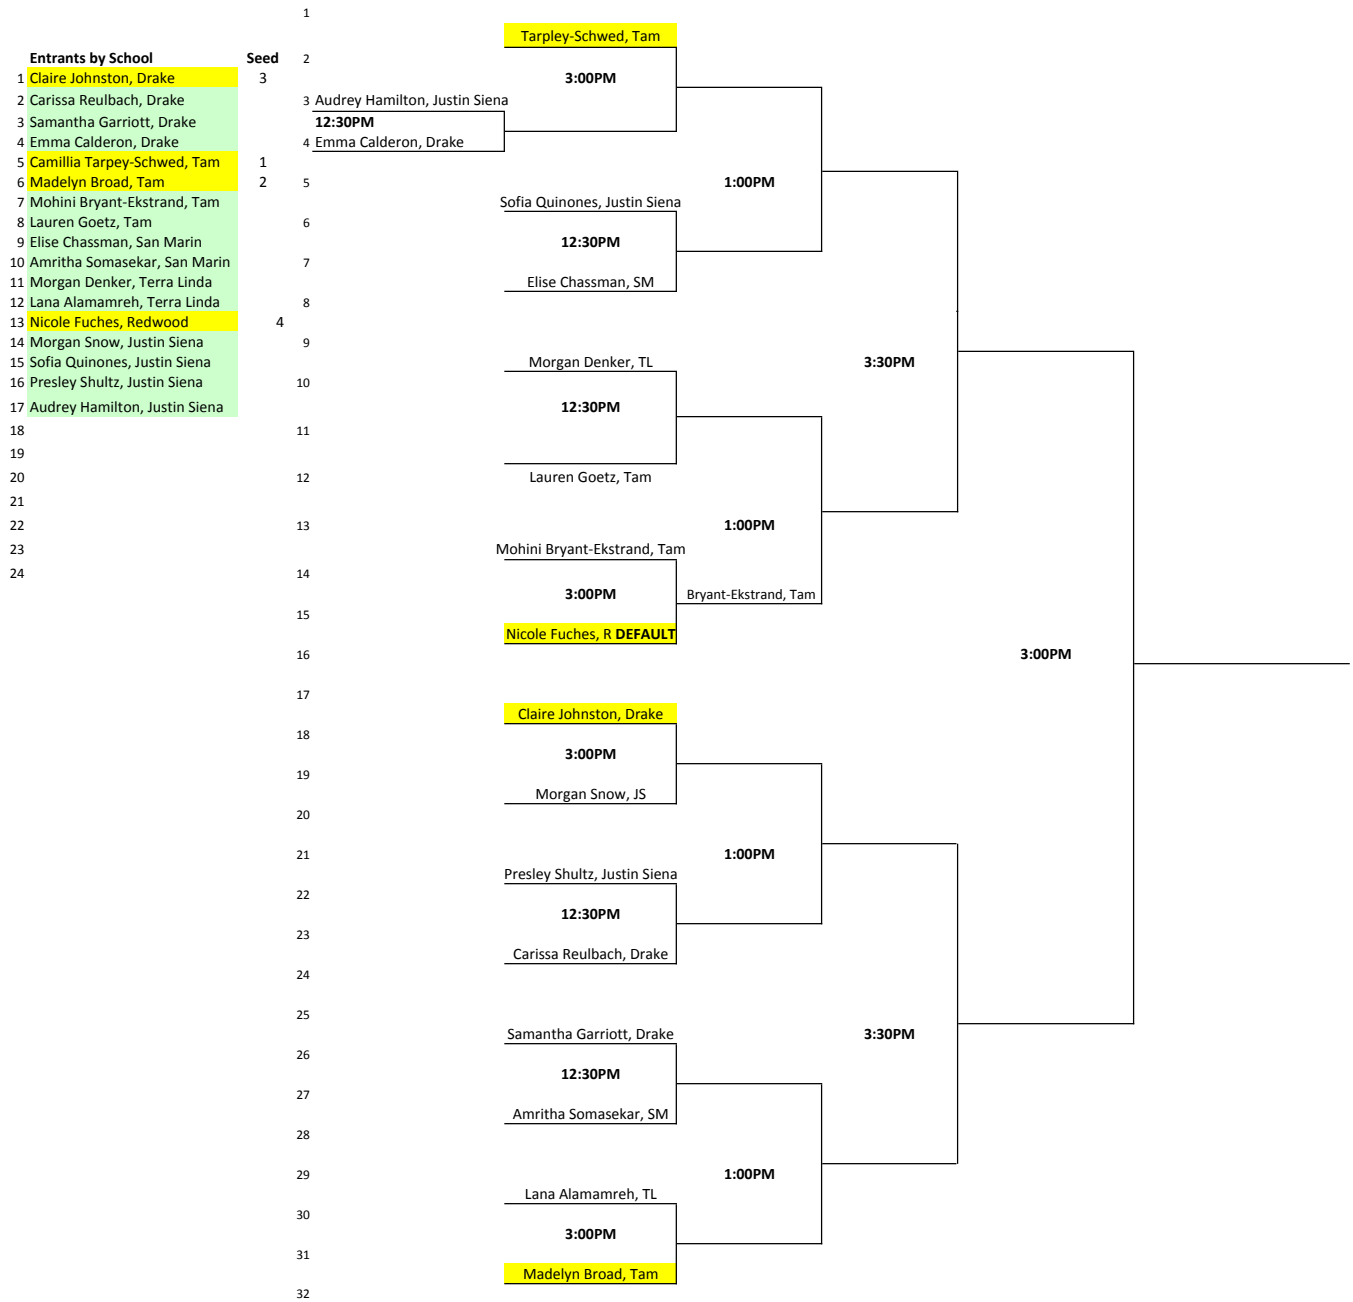 1
Tarpley-Schwed, Tam
Entrants by School Seed 2
1 Claire Johnston, Drake 3 3:00PM
2 Carissa Reulbach, Drake 3 Audrey Hamilton, Justin Siena
3 Samantha Garriott, Drake 12:30PM
4 Emma Calderon, Drake 4 Emma Calderon, Drake
5 Camillia Tarpey-Schwed, Tam 1
6 Madelyn Broad, Tam 2 5 1:00PM
7 Mohini Bryant-Ekstrand, Tam Sofia Quinones, Justin Siena
8 Lauren Goetz, Tam 6
9 Elise Chassman, San Marin 12:30PM
10 Amritha Somasekar, San Marin 7
11 Morgan Denker, Terra Linda Elise Chassman, SM
12 Lana Alamamreh, Terra Linda 8
13 Nicole Fuches, Redwood 4
14 Morgan Snow, Justin Siena 9
15 Sofia Quinones, Justin Siena Morgan Denker, TL 3:30PM
16 Presley Shultz, Justin Siena 10
17 Audrey Hamilton, Justin Siena 12:30PM
18 11
19
20 12 Lauren Goetz, Tam
21
22 13 1:00PM
23 Mohini Bryant-Ekstrand, Tam
24 14
3:00PM Bryant-Ekstrand, Tam
15
Nicole Fuches, R DEFAULT
16 3:00PM
17
Claire Johnston, Drake
18
3:00PM
19
Morgan Snow, JS
20
21 1:00PM
Presley Shultz, Justin Siena
22
12:30PM
23
Carissa Reulbach, Drake
24
25
Samantha Garriott, Drake 3:30PM
26
12:30PM
27
Amritha Somasekar, SM
28
29 1:00PM
Lana Alamamreh, TL
30
3:00PM
31
Madelyn Broad, Tam
32